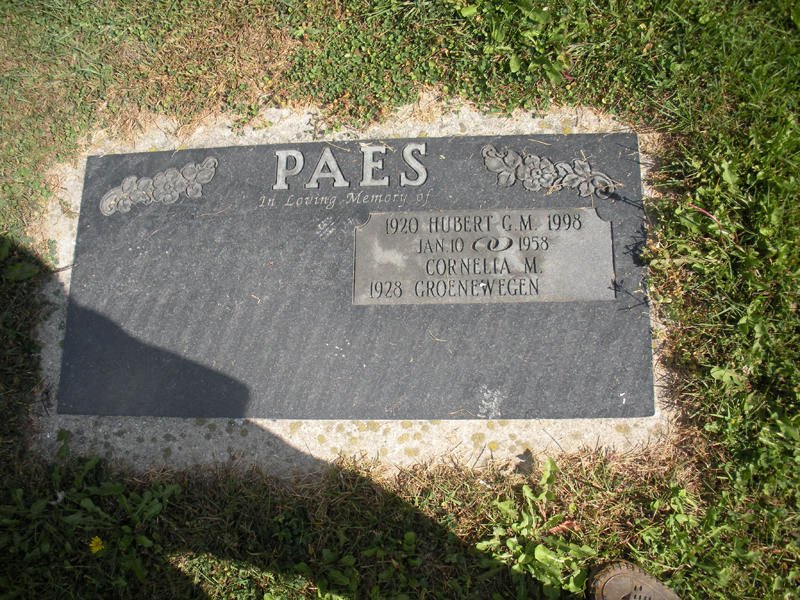 PAES
In Loving Memory of
1920 HUBERT G.M. 1998
JAN. 10 1958
CORNELIA M.
1928 GROENEWEGEN